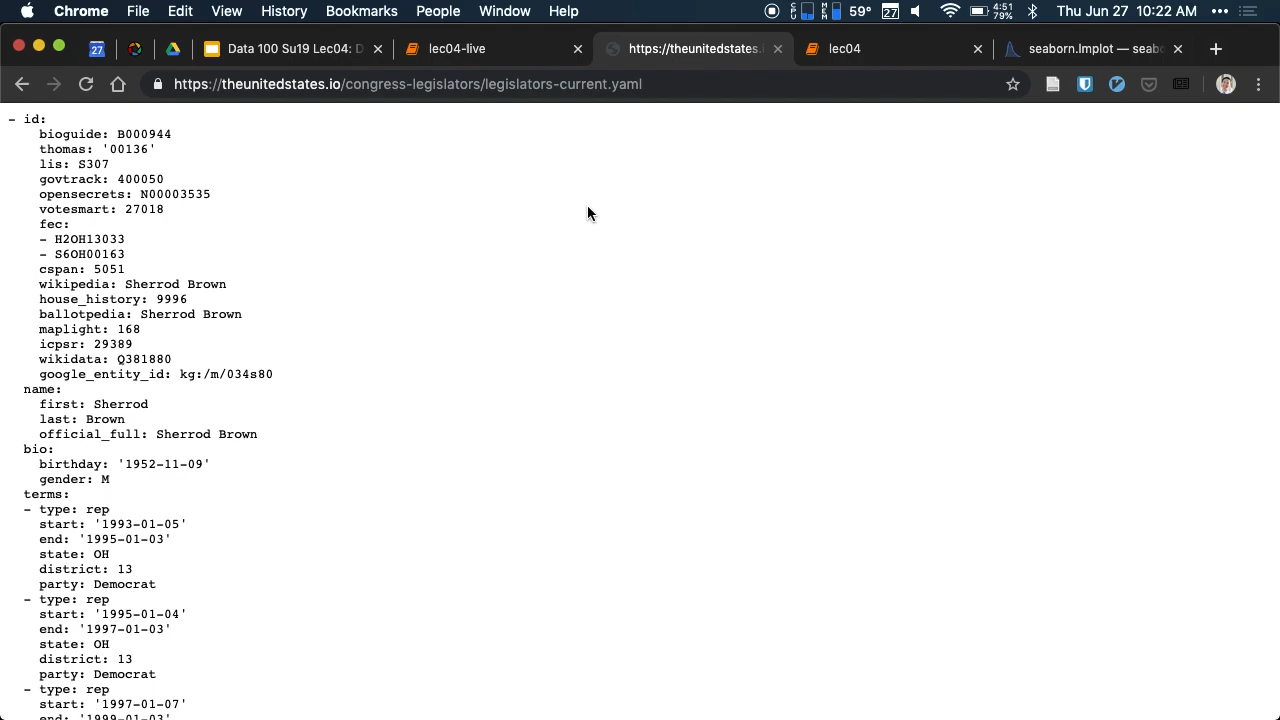 Chrome File Edit View History Bookmarks People Window Help 59° 27 4:51 79% Thu Jun 27 10:22 AM
27 Data 100 Su19 Lec04: D lec04-live https://theunitedstates.i lec04 seaborn.lmplot — seabo
https://theunitedstates.io/congress-legislators/legislators-current.yaml
- id:
bioguide: B000944
thomas: '00136'
lis: S307
govtrack: 400050
opensecrets: N00003535
votesmart: 27018
fec:
- H2OH13033
- S6OH00163
cspan: 5051
wikipedia: Sherrod Brown
house_history: 9996
ballotpedia: Sherrod Brown
maplight: 168
icpsr: 29389
wikidata: Q381880
google_entity_id: kg:/m/034s80
name:
first: Sherrod
last: Brown
official_full: Sherrod Brown
bio:
birthday: '1952-11-09'
gender: M
terms:
- type: rep
start: '1993-01-05'
end: '1995-01-03'
state: OH
district: 13
party: Democrat
- type: rep
start: '1995-01-04'
end: '1997-01-03'
state: OH
district: 13
party: Democrat
- type: rep
start: '1997-01-07'
end: '1999-01-03'